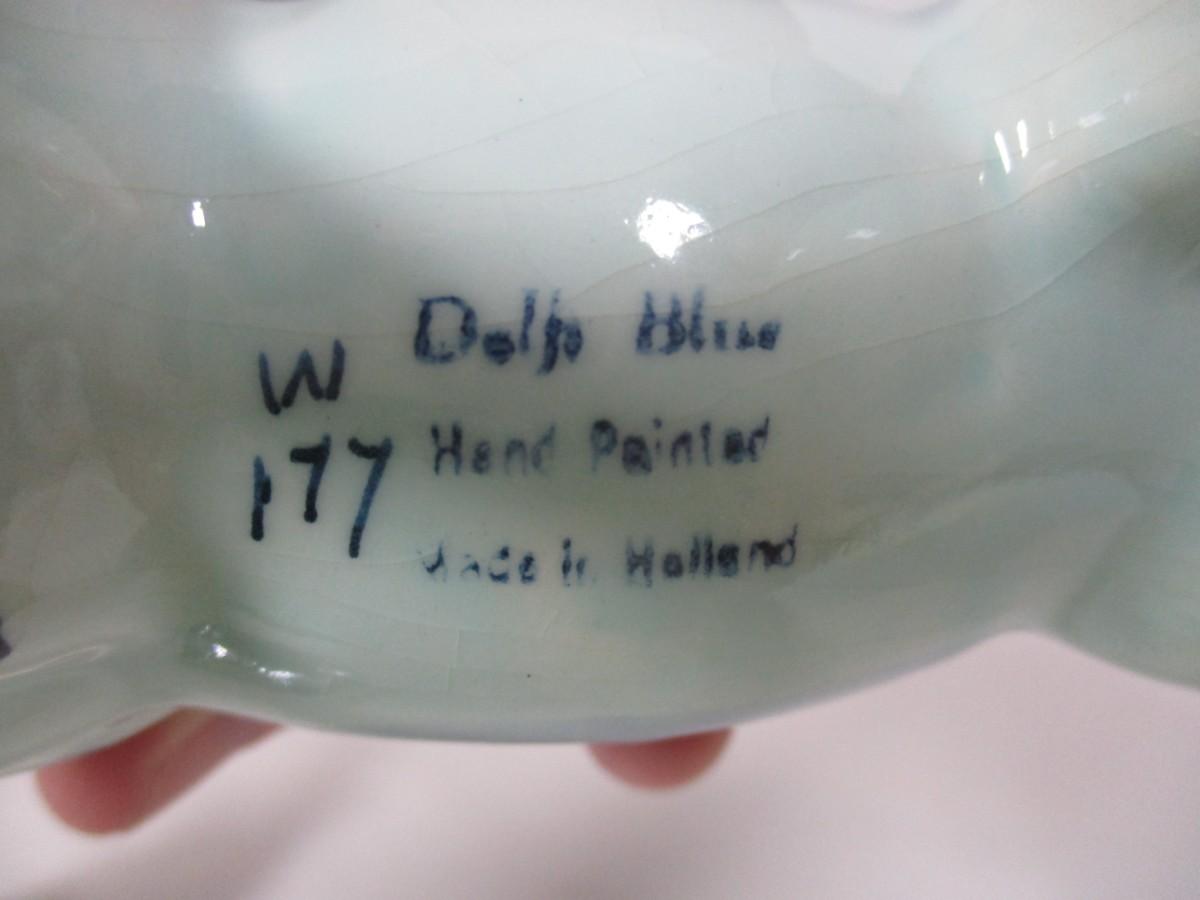 W
177
Delft Blue
Hand Painted
Made in Holland